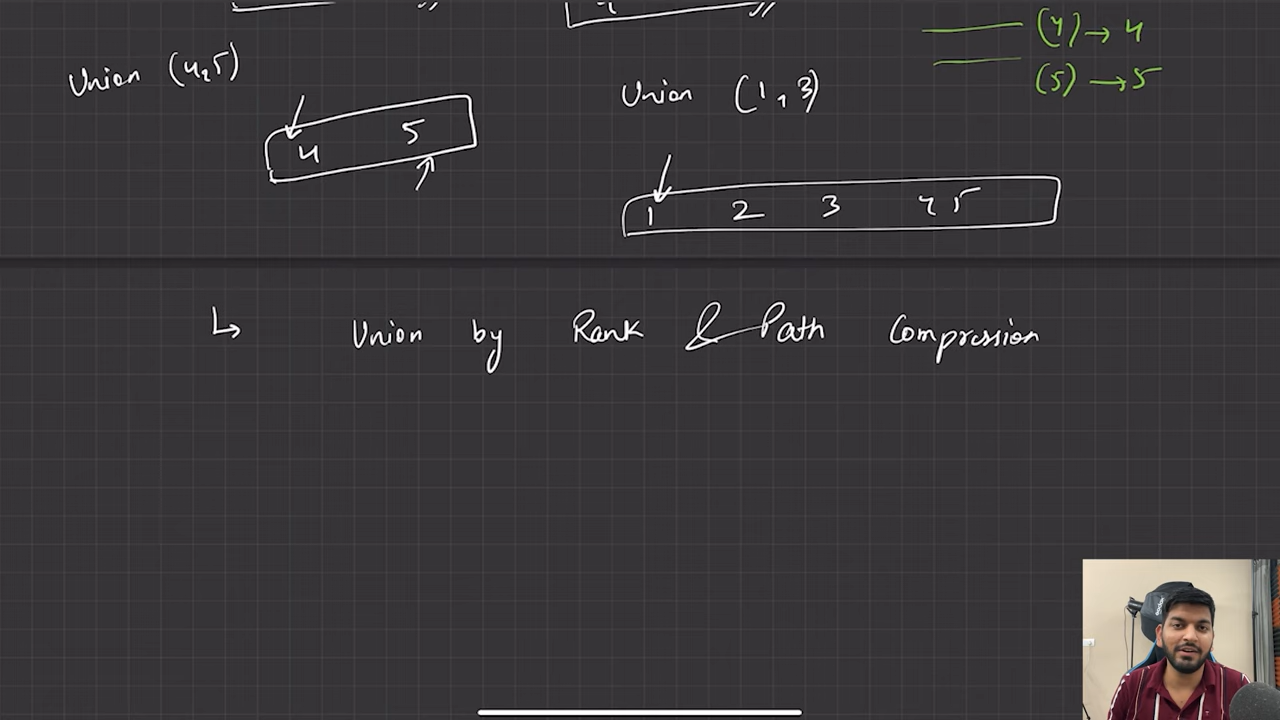 (4) → 4
Union (4,5)
(5) → 5
Union (1, 3)
4 5
1 2 3 4 5
↳ Union by Rank & Path Compression